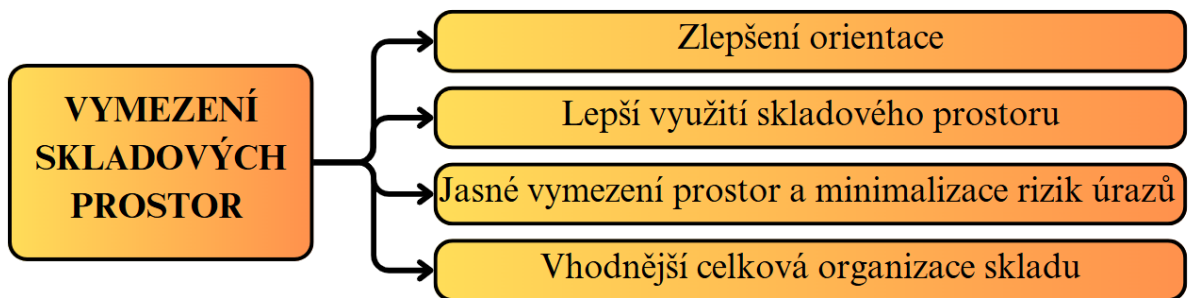 VYMEZENÍ
SKLADOVÝCH
PROSTOR
Zlepšení orientace
Lepší využití skladového prostoru
Jasné vymezení prostor a minimalizace rizik úrazů
Vhodnější celková organizace skladu